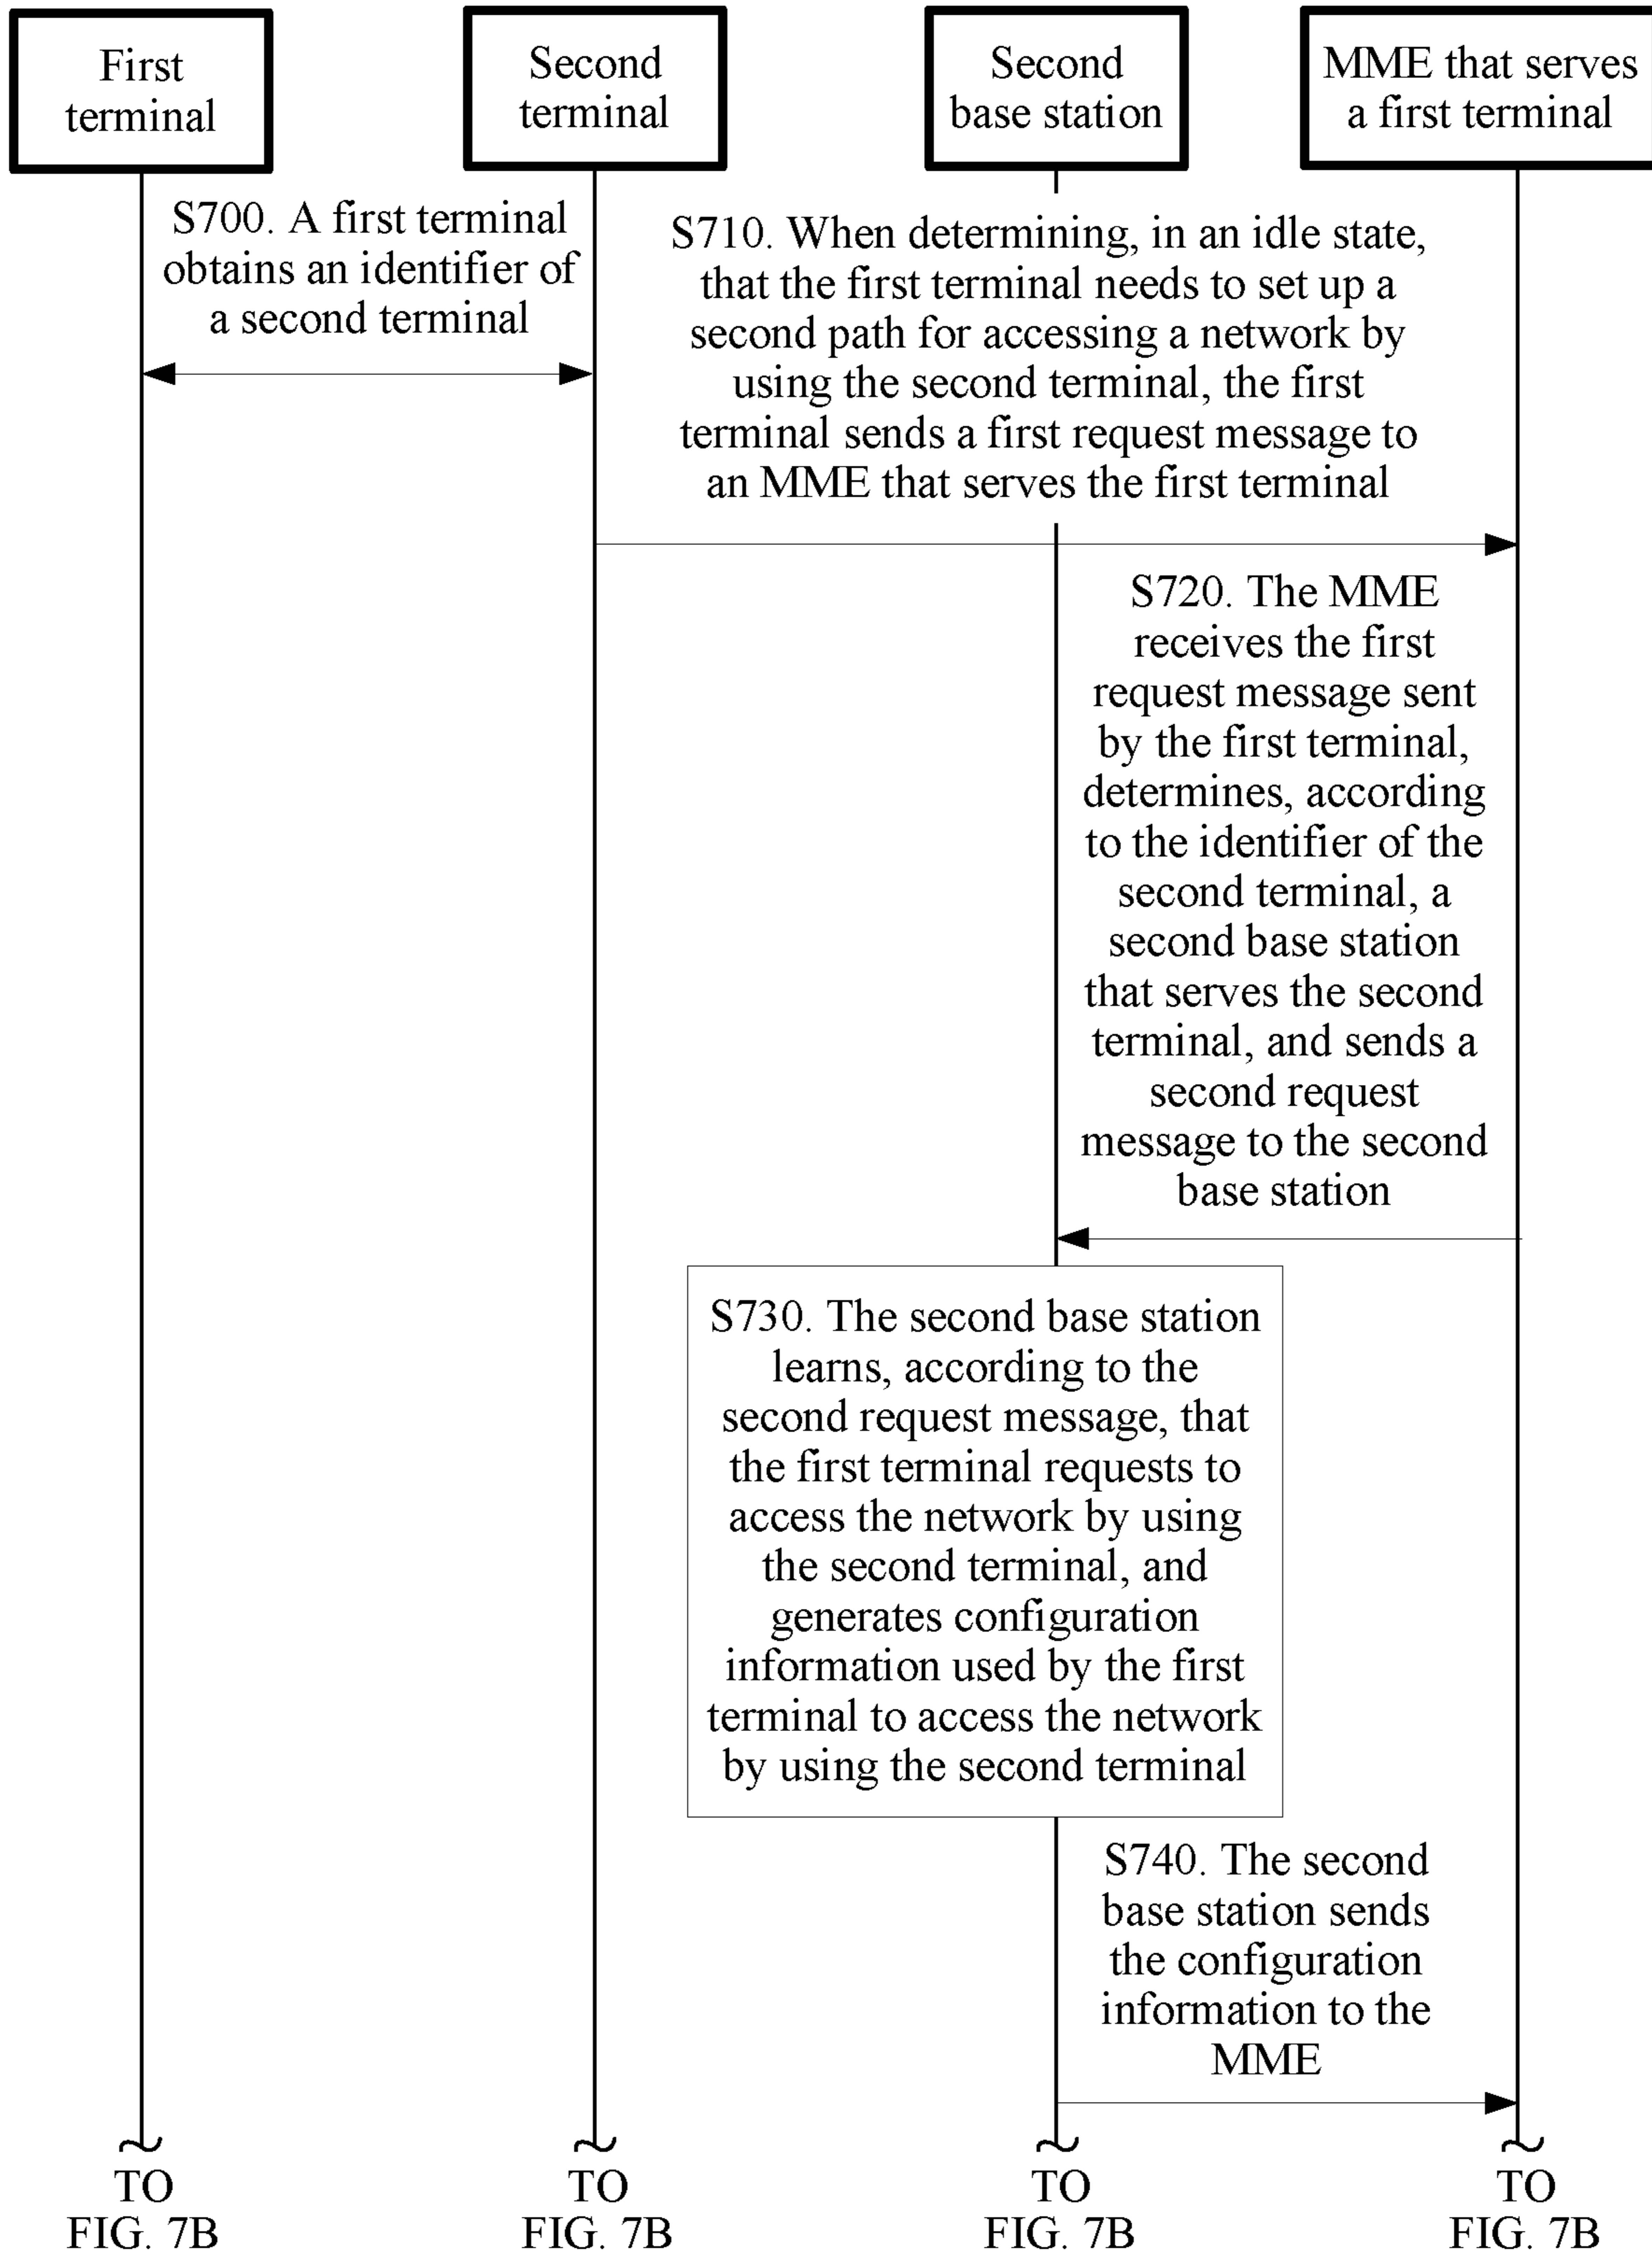 First
terminal
Second
terminal
Second
base station
MME that serves
a first terminal
S700. A first terminal
obtains an identifier of
a second terminal
S710. When determining, in an idle state,
that the first terminal needs to set up a
second path for accessing a network by
using the second terminal, the first
terminal sends a first request message to
an MME that serves the first terminal
S720. The MME
receives the first
request message sent
by the first terminal,
determines, according
to the identifier of the
second terminal, a
second base station
that serves the second
terminal, and sends a
second request
message to the second
base station
S730. The second base station
learns, according to the
second request message, that
the first terminal requests to
access the network by using
the second terminal, and
generates configuration
information used by the first
terminal to access the network
by using the second terminal
S740. The second
base station sends
the configuration
information to the
MME
TO
FIG. 7B
TO
FIG. 7B
TO
FIG. 7B
TO
FIG. 7B